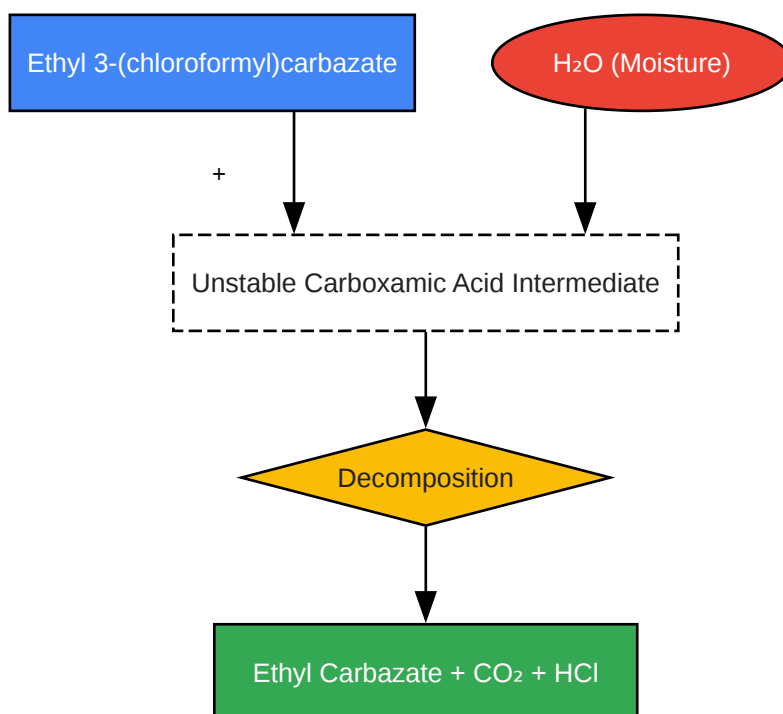 Ethyl 3-(chloroformyl)carbazate
H₂O (Moisture)
+
Unstable Carboxamic Acid Intermediate
Decomposition
Ethyl Carbazate + CO₂ + HCl